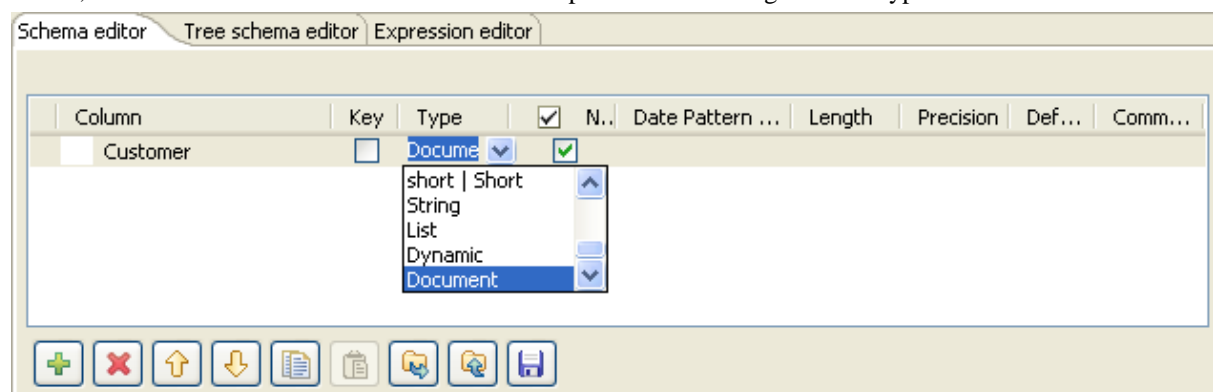 Schema editor Tree schema editor Expression editor
Column Key Type N.. Date Pattern ... Length Precision Def... Comm...
Customer Docume
short | Short
String
List
Dynamic
Document